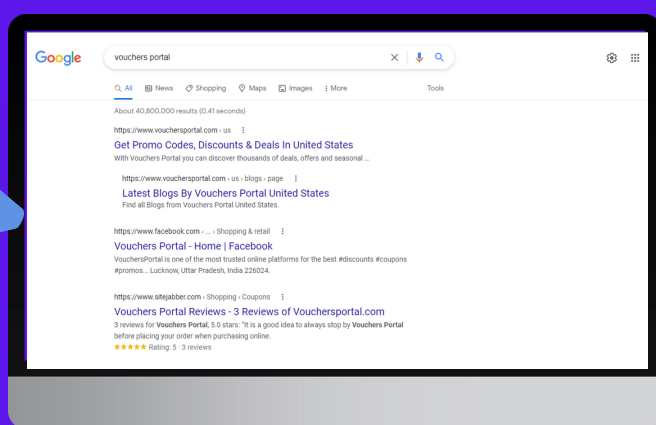 Google
vouchers portal
All News Shopping Maps Images More Tools
About 40,800,000 results (0.41 seconds)
https://www.vouchersportal.com › us
Get Promo Codes, Discounts & Deals In United States
With Vouchers Portal you can discover thousands of deals, offers and seasonal ...
https://www.vouchersportal.com › us › blogs › page
Latest Blogs By Vouchers Portal United States
Find all Blogs from Vouchers Portal United States.
https://www.facebook.com › ... › Shopping & retail
Vouchers Portal - Home | Facebook
VouchersPortal is one of the most trusted online platforms for the best #discounts #coupons
#promos... Lucknow, Uttar Pradesh, India 226024.
https://www.sitejabber.com › Shopping › Coupons
Vouchers Portal Reviews - 3 Reviews of Vouchersportal.com
3 reviews for Vouchers Portal, 5.0 stars: "It is a good idea to always stop by Vouchers Portal
before placing your order when purchasing online.
★★★★★ Rating: 5 · 3 reviews